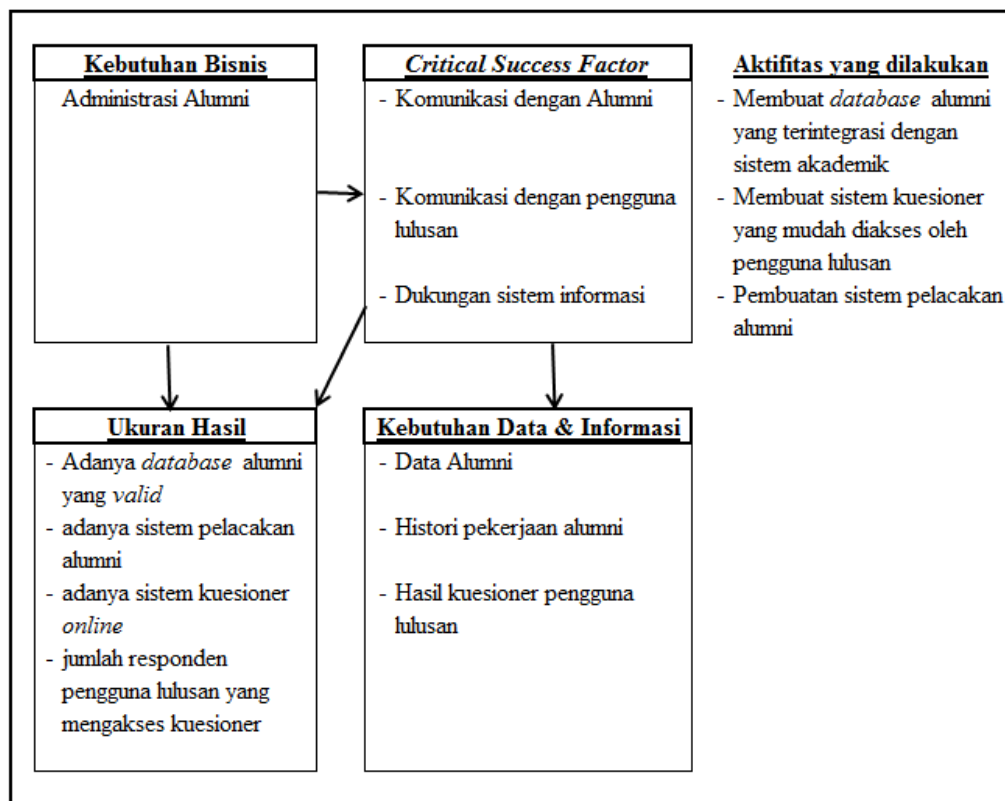 Kebutuhan Bisnis
Administrasi Alumni
Critical Success Factor
- Komunikasi dengan Alumni
- Komunikasi dengan pengguna
lulusan
- Dukungan sistem informasi
Aktifitas yang dilakukan
- Membuat database alumni
yang terintegrasi dengan
sistem akademik
- Membuat sistem kuesioner
yang mudah diakses oleh
pengguna lulusan
- Pembuatan sistem pelacakan
alumni
Ukuran Hasil
- Adanya database alumni
yang valid
- adanya sistem pelacakan
alumni
- adanya sistem kuesioner
online
- jumlah responden
pengguna lulusan yang
mengakses kuesioner
Kebutuhan Data & Informasi
- Data Alumni
- Histori pekerjaan alumni
- Hasil kuesioner pengguna
lulusan